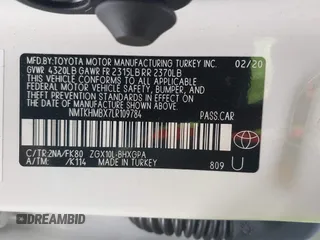 MFD.BY:TOYOTA MOTOR MANUFACTURING TURKEY INC.
GVWR 4320LB GAWR FR 2315LB RR 2370LB 02/20
THIS VEHICLE CONFORMS TO ALL APPLICABLE
FEDERAL MOTOR VEHICLE SAFETY, BUMPER,
AND THEFT PREVENTION STANDARDS IN EFFECT
ON THE DATE OF MANUFACTURE SHOWN ABOVE.
NMTKHMBX7LR109784 PASS.CAR
C/TR:2NA/FK80 ZGX10L-BHXGPA
A/TM: /K114 MADE IN TURKEY 809 U
AUTOBIDMASTER